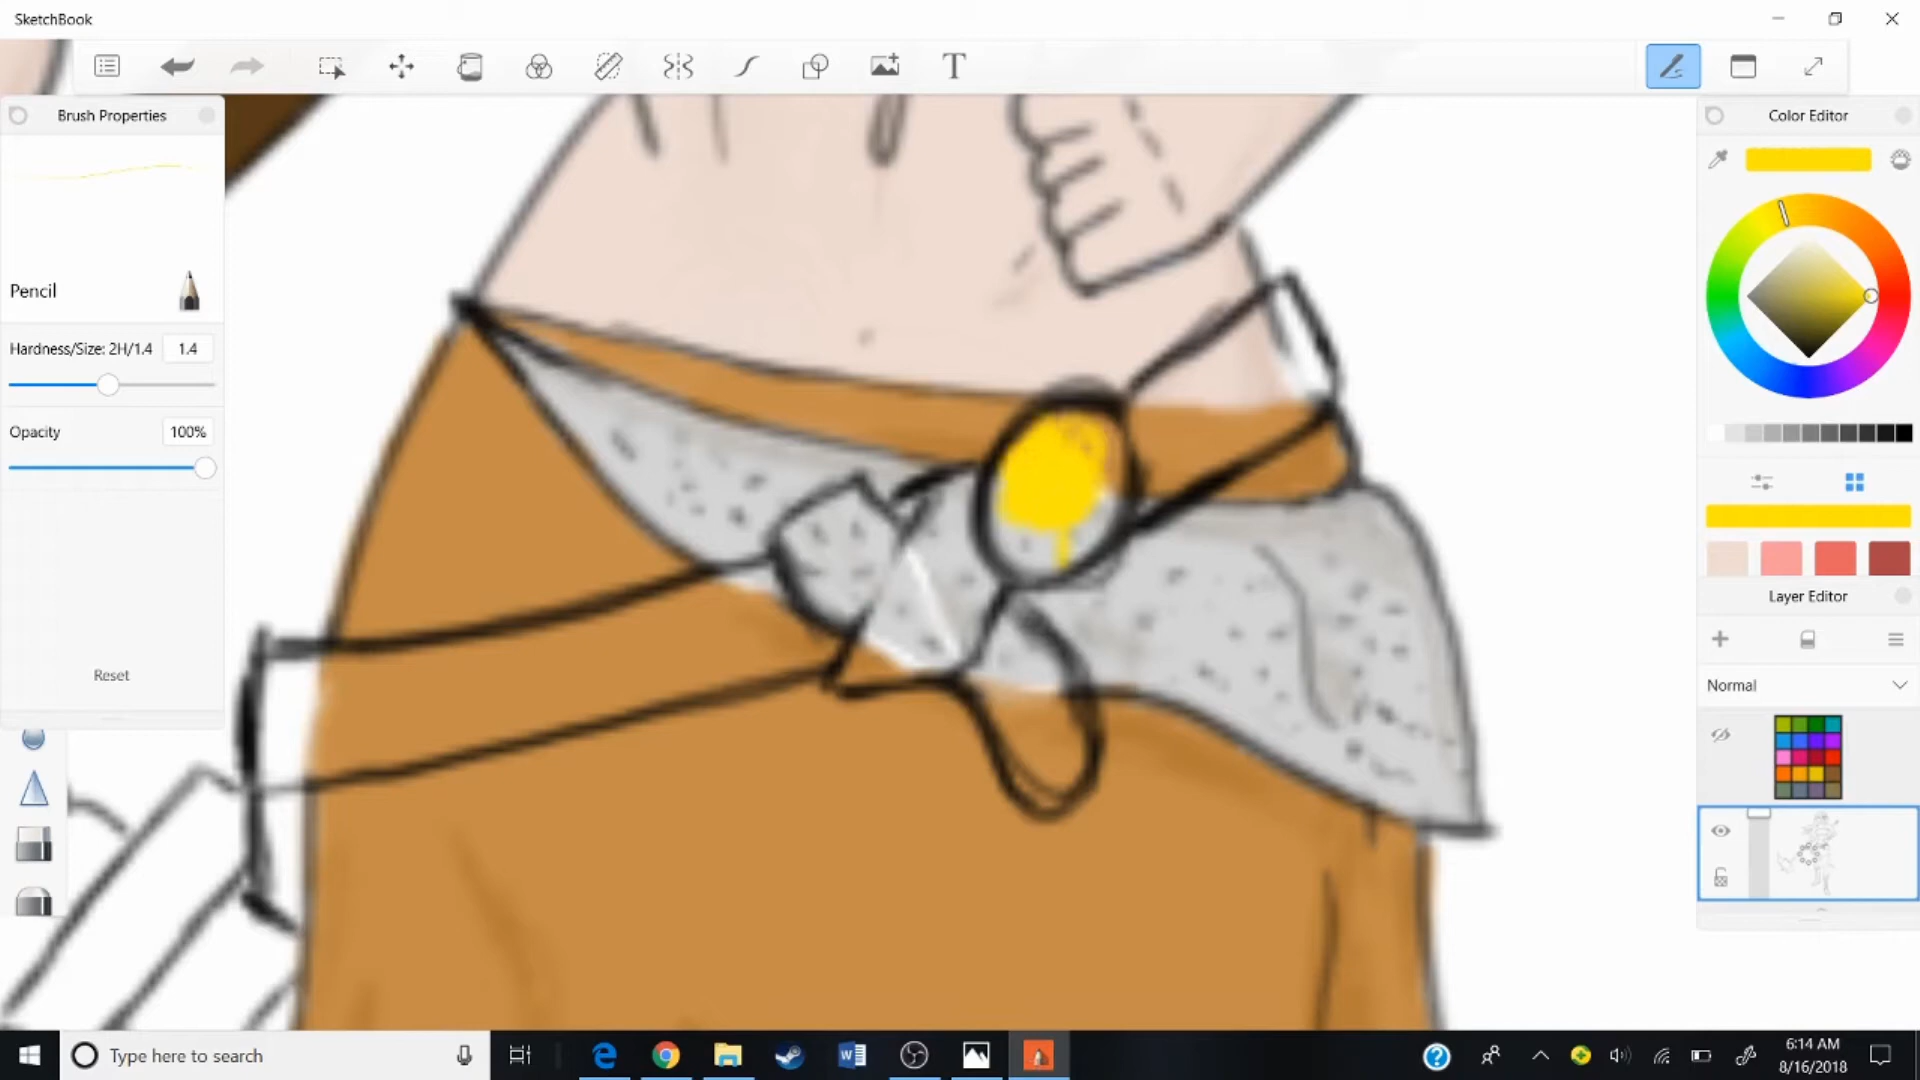 SketchBook
T
Brush Properties
Pencil
Hardness/Size: 2H/1.4 1.4
Opacity 100%
Reset
Color Editor
Layer Editor
Normal
Type here to search
6:14 AM
8/16/2018